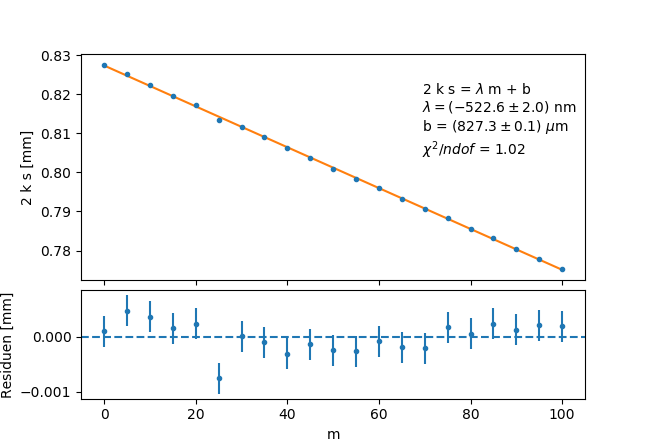 0.83
0.82
0.81
0.80
0.79
0.78
2 k s [mm]
2 k s = λ m + b
λ = (−522.6 ± 2.0) nm
b = (827.3 ± 0.1) μm
χ²/ndof = 1.02
0.000
−0.001
Residuen [mm]
0 20 40 60 80 100
m